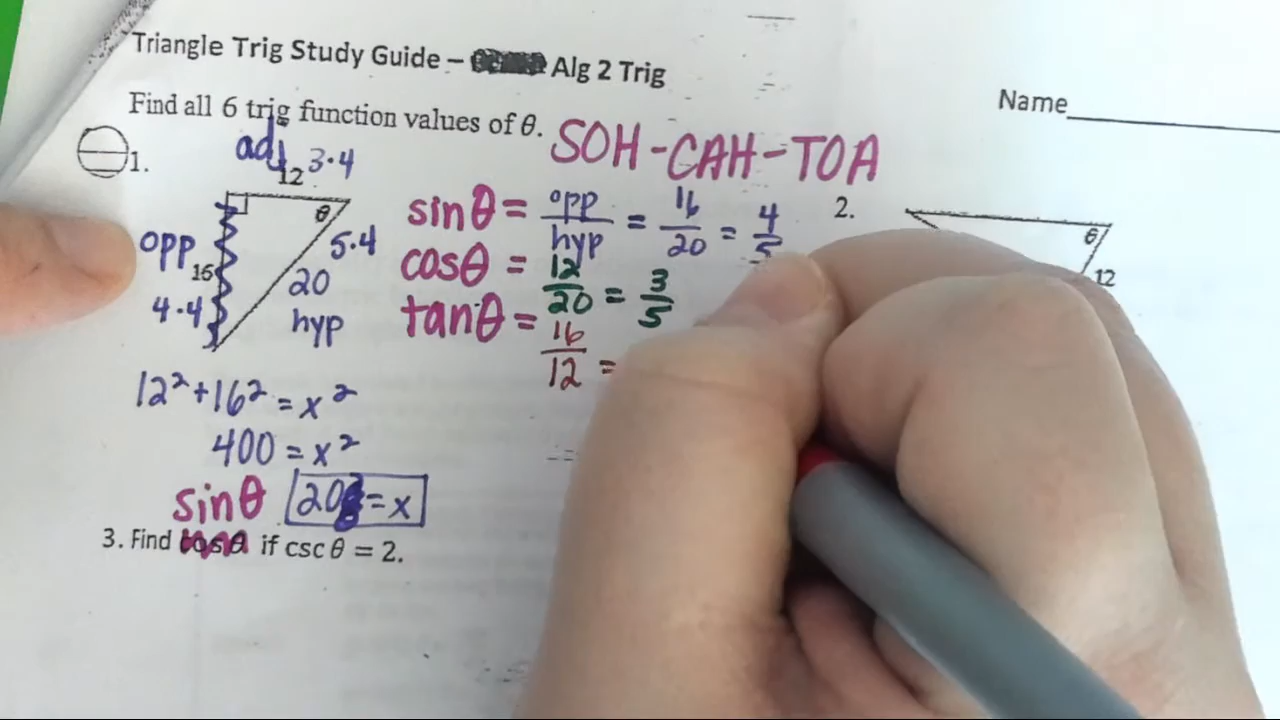 Triangle Trig Study Guide – Alg 2 Trig
Name
Find all 6 trig function values of θ.
SOH-CAH-TOA
1.
adj
12 3·4
θ
opp
16
4·4
5·4
20
hyp
sinθ = opp/hyp = 16/20 = 4/5
cosθ = 12/20 = 3/5
tanθ = 16/12 =
12² + 16² = x²
400 = x²
20 = x
sinθ
3. Find if csc θ = 2.
2.
θ
12